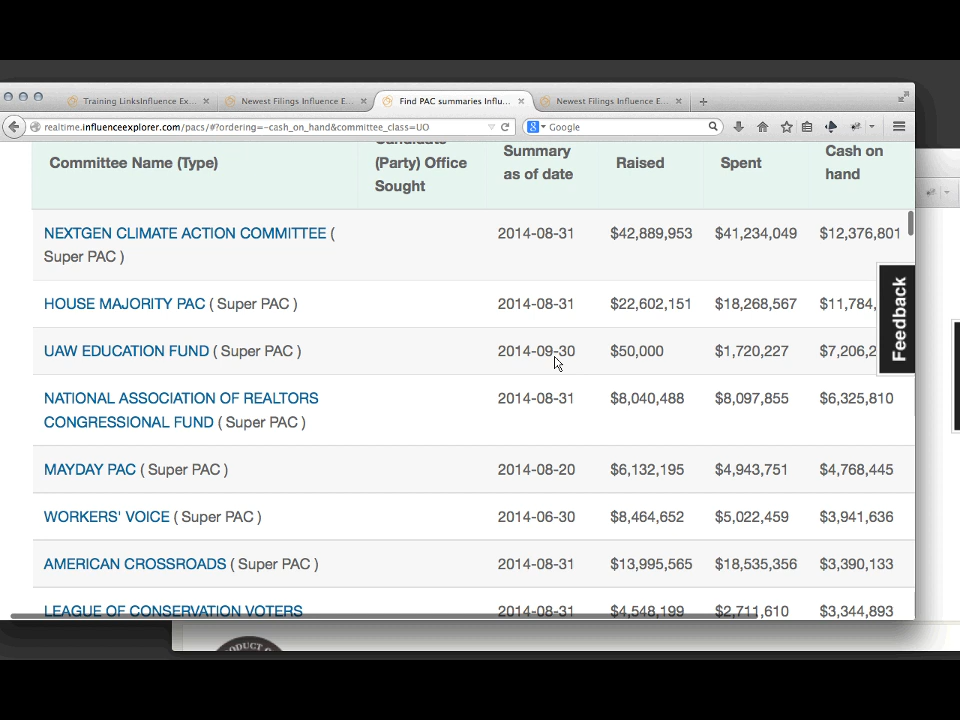 Training LinksInfluence Ex... ×
Newest Filings Influence E... ×
Find PAC summaries Influ... ×
Newest Filings Influence E... ×
realtime.influenceexplorer.com/pacs/#?ordering=-cash_on_hand&committee_class=UO
Google
Committee Name (Type)
Candidate
(Party) Office
Sought
Summary
as of date
Raised
Spent
Cash on
hand
NEXTGEN CLIMATE ACTION COMMITTEE ( 2014-08-31 $42,889,953 $41,234,049 $12,376,801
Super PAC )
HOUSE MAJORITY PAC ( Super PAC ) 2014-08-31 $22,602,151 $18,268,567 $11,784,
UAW EDUCATION FUND ( Super PAC ) 2014-09-30 $50,000 $1,720,227 $7,206,2
NATIONAL ASSOCIATION OF REALTORS 2014-08-31 $8,040,488 $8,097,855 $6,325,810
CONGRESSIONAL FUND ( Super PAC )
MAYDAY PAC ( Super PAC ) 2014-08-20 $6,132,195 $4,943,751 $4,768,445
WORKERS' VOICE ( Super PAC ) 2014-06-30 $8,464,652 $5,022,459 $3,941,636
AMERICAN CROSSROADS ( Super PAC ) 2014-08-31 $13,995,565 $18,535,356 $3,390,133
LEAGUE OF CONSERVATION VOTERS 2014-08-31 $4,548,199 $2,711,610 $3,344,893
Feedback